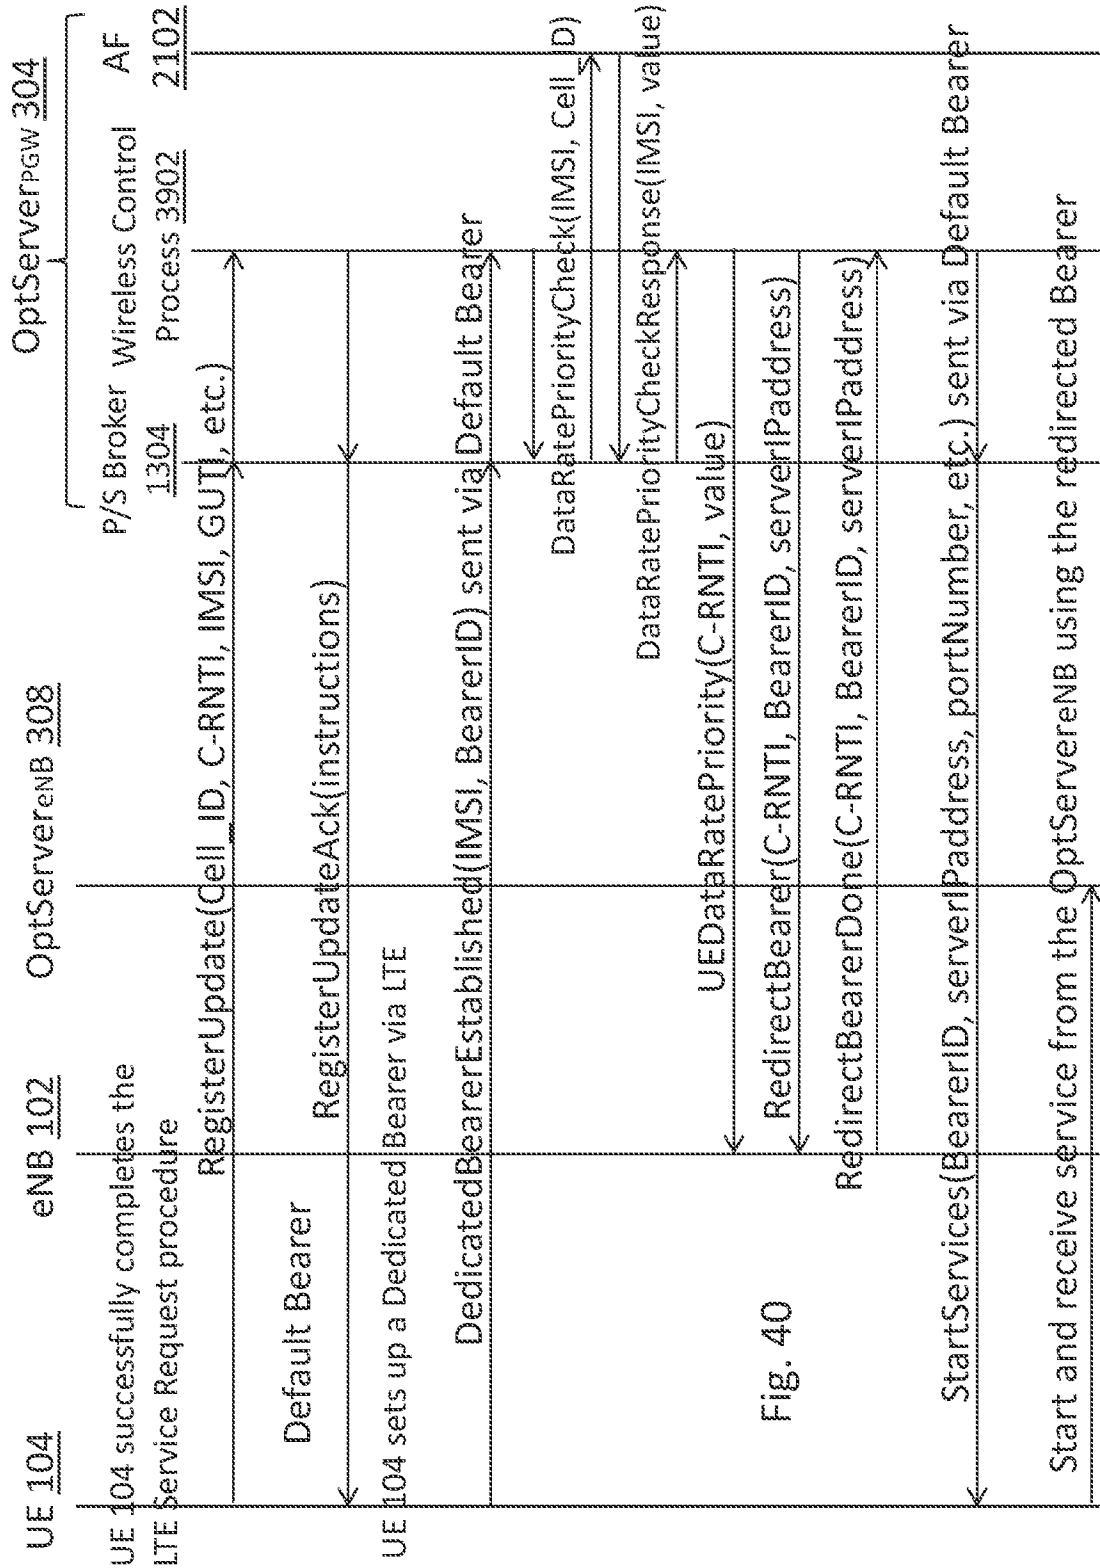 OptServerPGW 304
UE 104
eNB 102
OptServereNB 308
P/S Broker
1304
Wireless Control
Process 3902
AF
2102
UE 104 successfully completes the
LTE Service Request procedure
RegisterUpdate(Cell_ID, C-RNTI, IMSI, GUTI, etc.)
Default Bearer
RegisterUpdateAck(instructions)
UE 104 sets up a Dedicated Bearer via LTE
DedicatedBearerEstablished(IMSI, BearerID) sent via Default Bearer
DataRatePriorityCheck(IMSI, Cell_ID)
DataRatePriorityCheckResponse(IMSI, value)
UEDataRatePriority(C-RNTI, value)
RedirectBearer(C-RNTI, BearerID, serverIPaddress)
RedirectBearerDone(C-RNTI, BearerID, serverIPaddress)
StartServices(BearerID, serverIPaddress, portNumber, etc.) sent via Default Bearer
Start and receive service from the OptServereNB using the redirected Bearer
Fig. 40